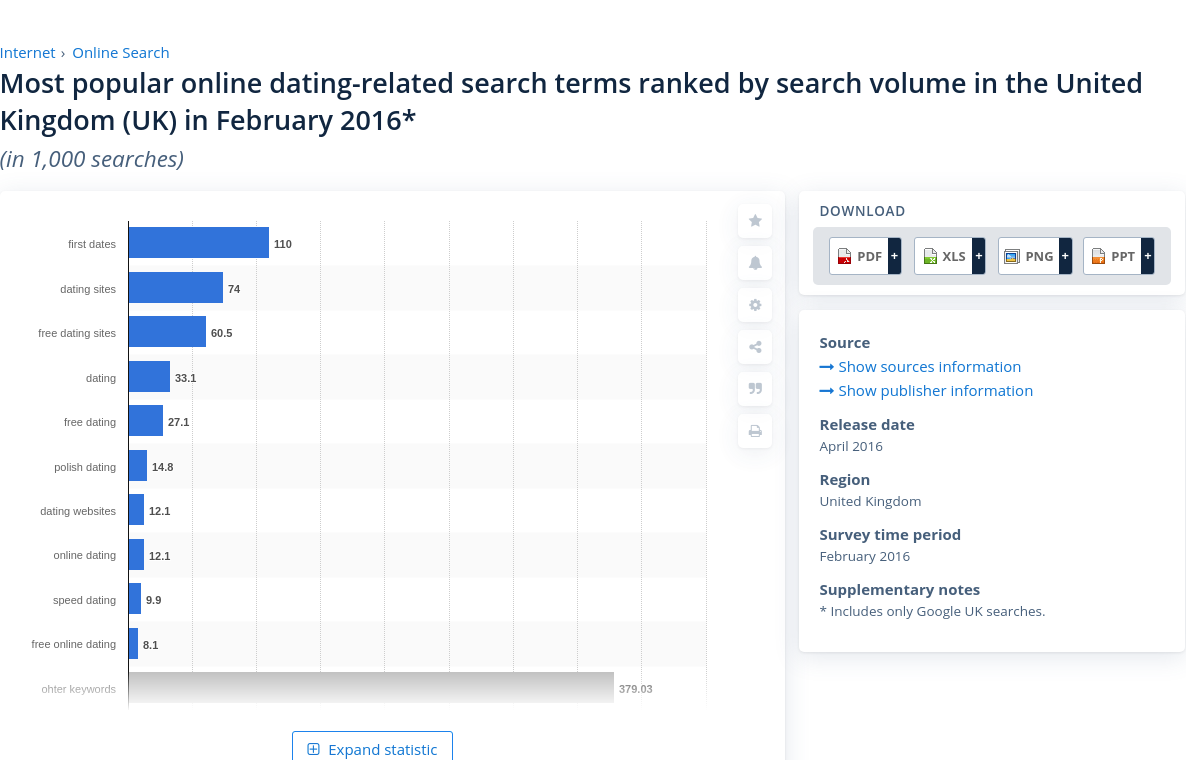 Internet › Online Search
Most popular online dating-related search terms ranked by search volume in the United
Kingdom (UK) in February 2016*
(in 1,000 searches)
first dates 110
dating sites 74
free dating sites 60.5
dating 33.1
free dating 27.1
polish dating 14.8
dating websites 12.1
online dating 12.1
speed dating 9.9
free online dating 8.1
ohter keywords 379.03
Expand statistic
DOWNLOAD
PDF + XLS + PNG + PPT +
Source
Show sources information
Show publisher information
Release date
April 2016
Region
United Kingdom
Survey time period
February 2016
Supplementary notes
* Includes only Google UK searches.